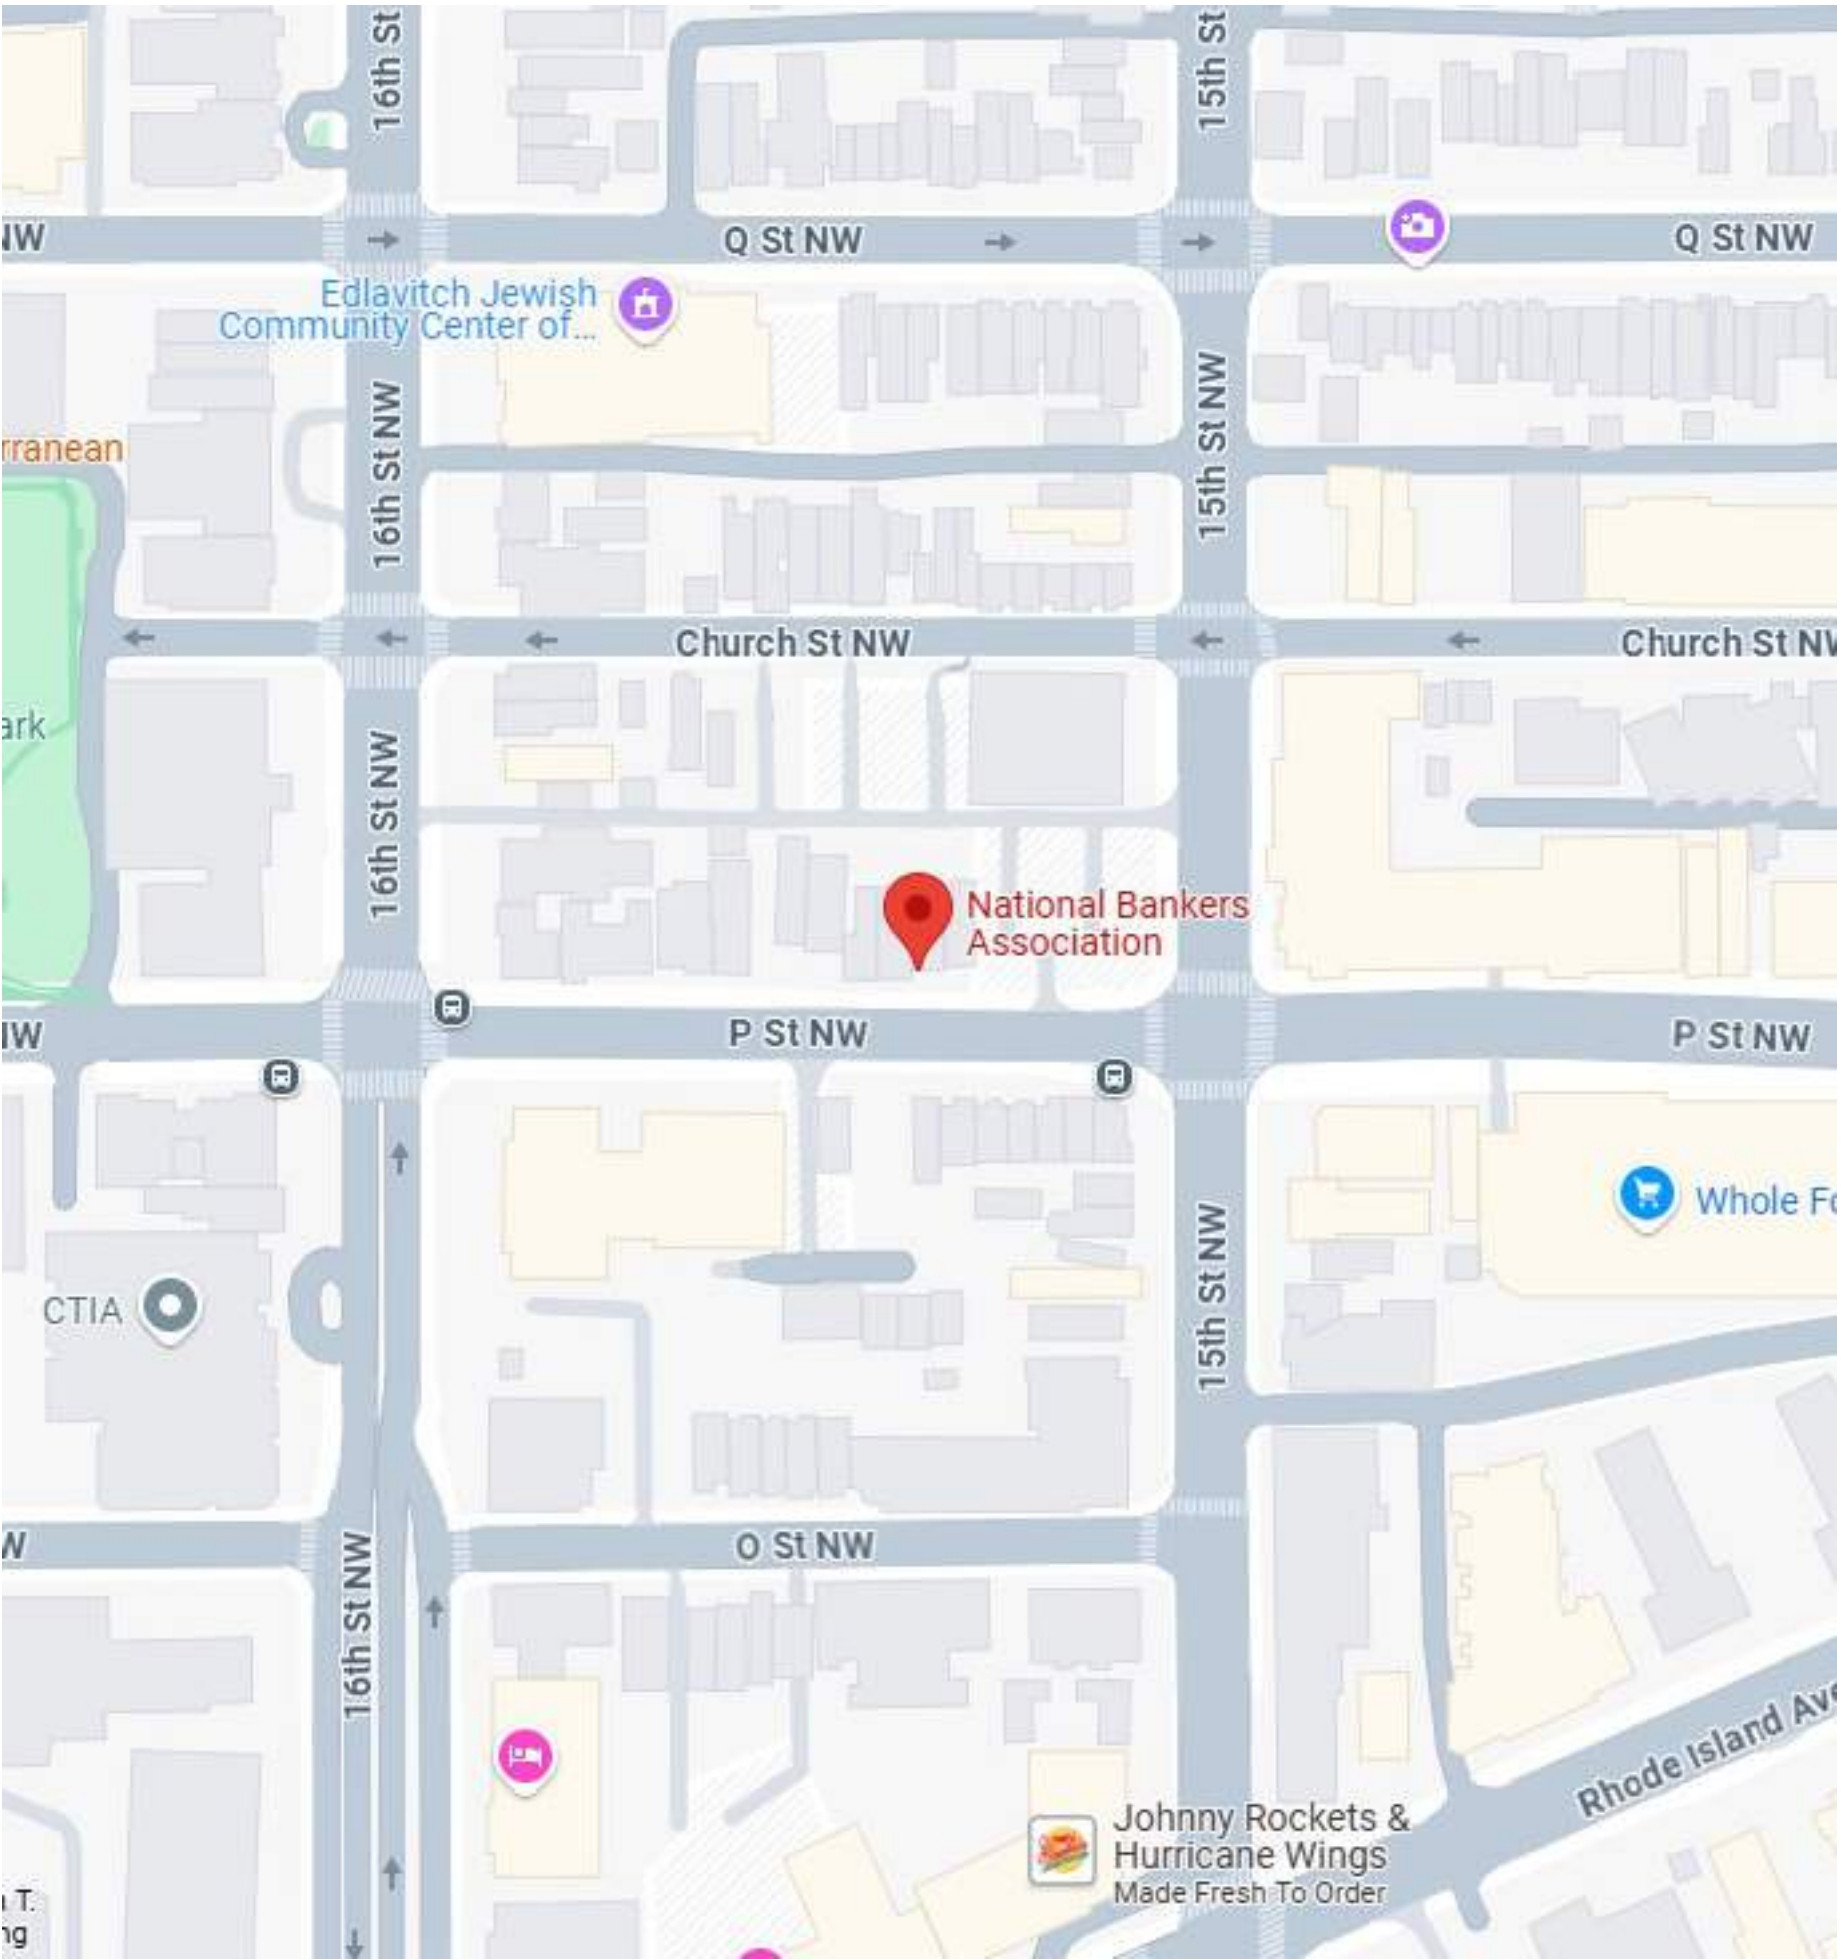 16th St
15th St
NW
Q St NW
Q St NW
Edlavitch Jewish
Community Center of...
16th St NW
15th St NW
rranean
Church St NW
Church St NW
ark
16th St NW
National Bankers
Association
NW
P St NW
P St NW
15th St NW
Whole Fo
CTIA
W
O St NW
16th St NW
Rhode Island Ave
Johnny Rockets &
Hurricane Wings
Made Fresh To Order
T.
ng